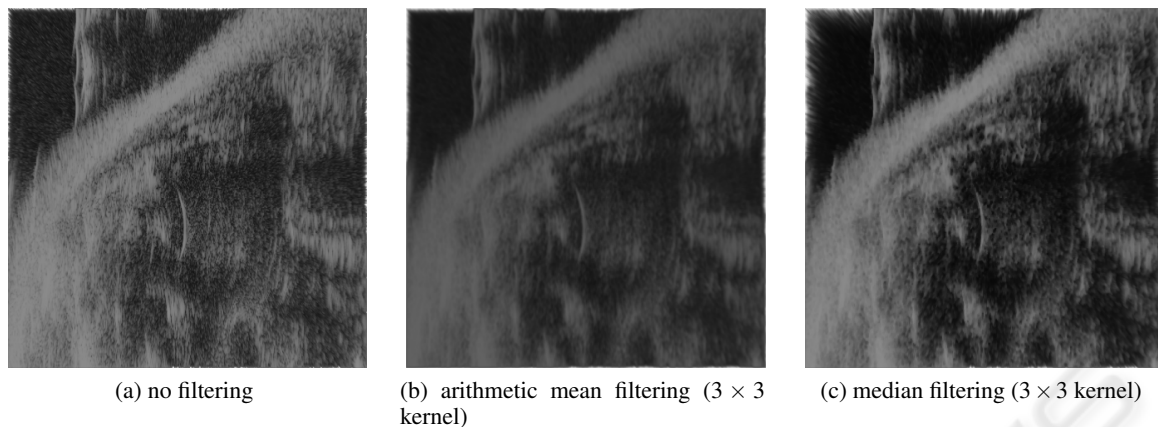 (a) no filtering
(b) arithmetic mean filtering (3 × 3
kernel)
(c) median filtering (3 × 3 kernel)